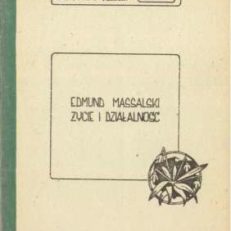 EDMUND MASSALSKI
ŻYCIE I DZIAŁALNOŚĆ